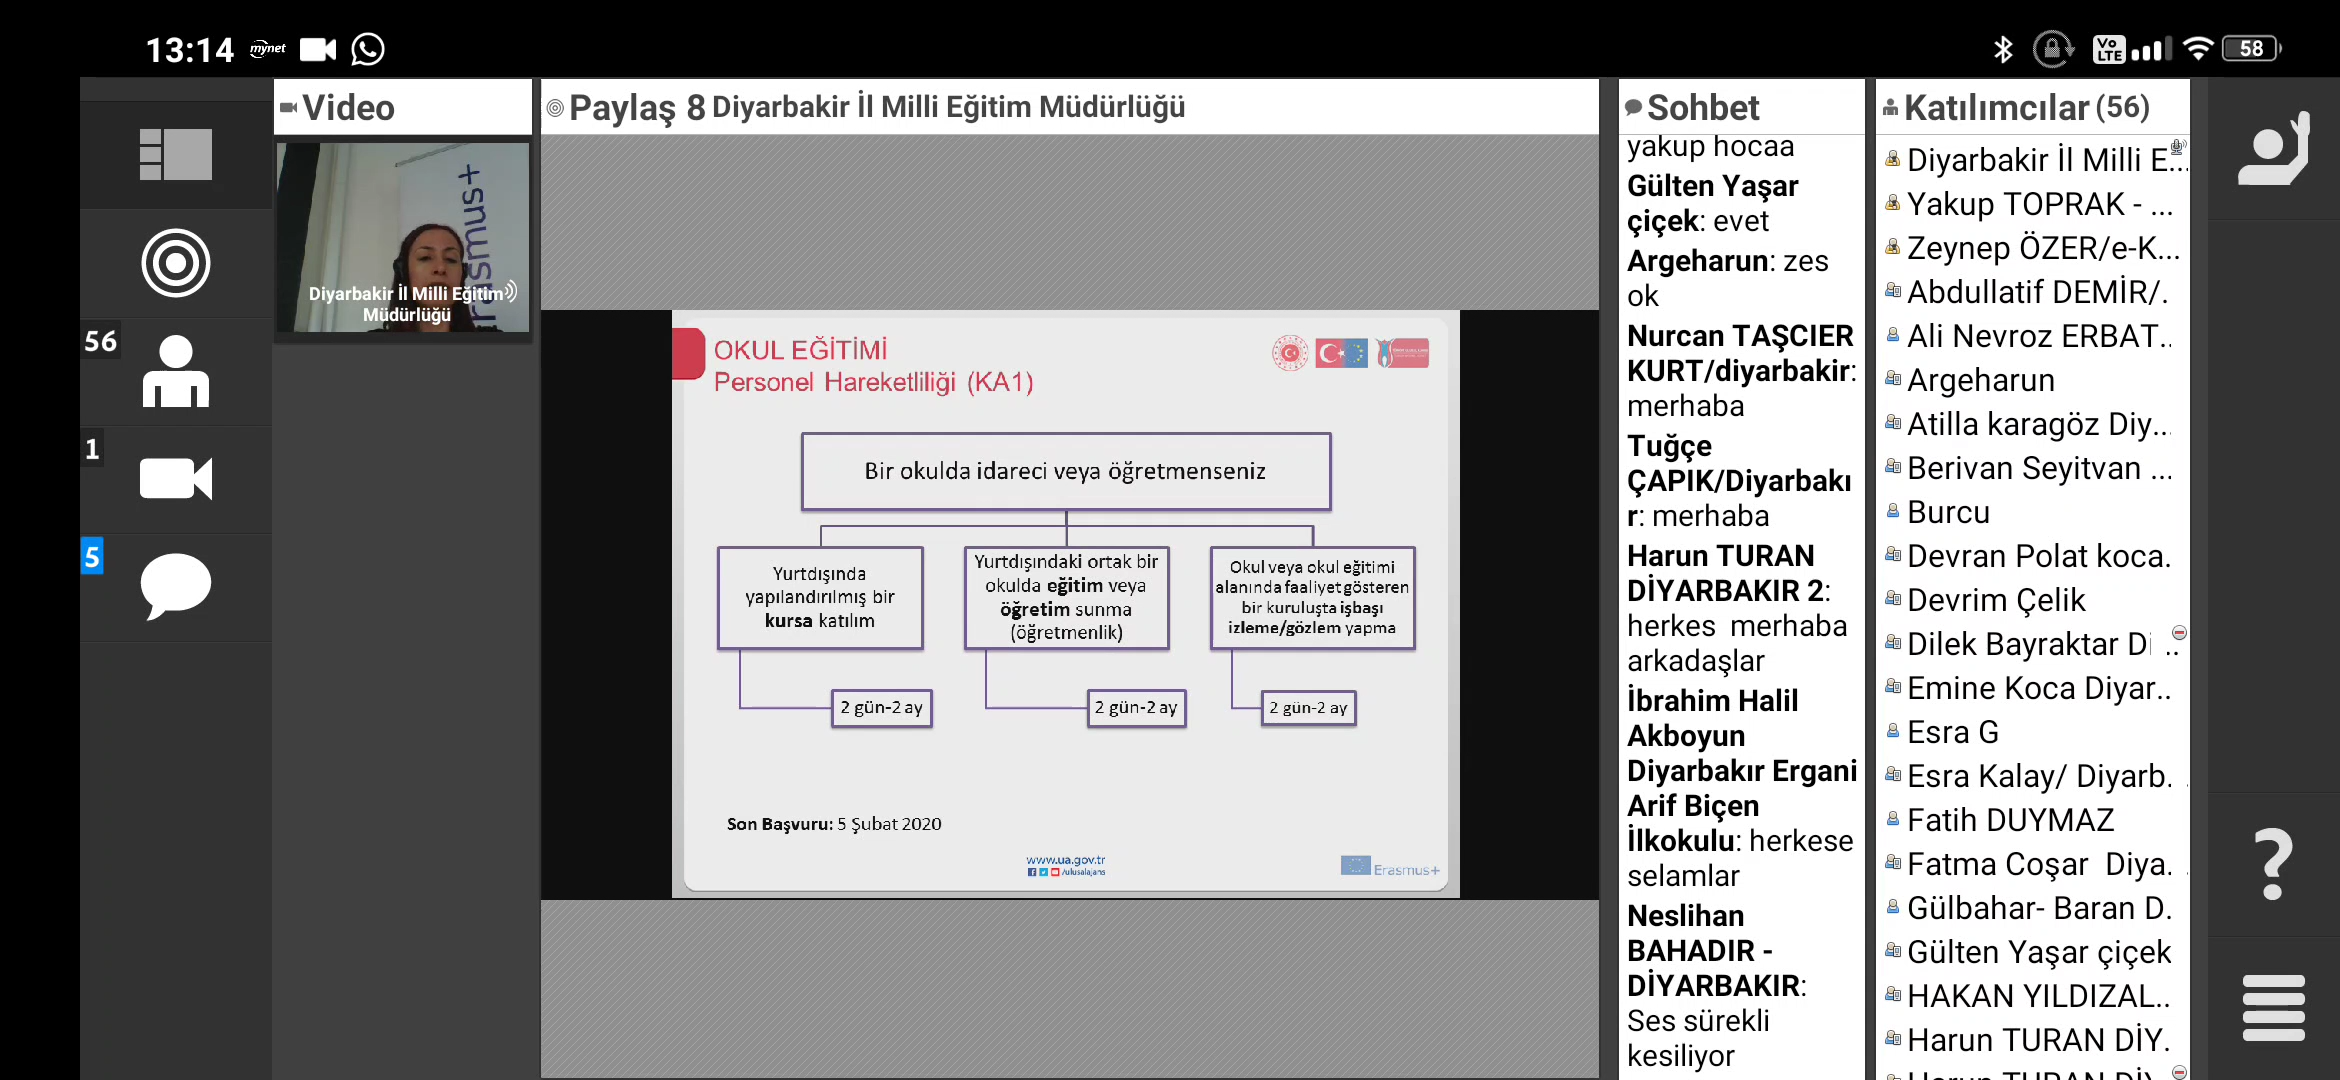 13:14 mynet
Vo LTE 58
Video
erasmus+
Diyarbakir İl Milli Eğitim
Müdürlüğü
56
1
5
Paylaş 8 Diyarbakir İl Milli Eğitim Müdürlüğü
OKUL EĞİTİMİ
Personel Hareketliliği (KA1)
Bir okulda idareci veya öğretmenseniz
Yurtdışında
yapılandırılmış bir
kursa katılım
2 gün-2 ay
Yurtdışındaki ortak bir
okulda eğitim veya
öğretim sunma
(öğretmenlik)
2 gün-2 ay
Okul veya okul eğitimi
alanında faaliyet gösteren
bir kuruluşta işbaşı
izleme/gözlem yapma
2 gün-2 ay
Son Başvuru: 5 Şubat 2020
www.ua.gov.tr
/ulusalajans
Erasmus+
Sohbet
yakup hocaa
Gülten Yaşar
çiçek: evet
Argeharun: zes
ok
Nurcan TAŞCIER
KURT/diyarbakir:
merhaba
Tuğçe
ÇAPIK/Diyarbakı
r: merhaba
Harun TURAN
DİYARBAKIR 2:
herkes merhaba
arkadaşlar
İbrahim Halil
Akboyun
Diyarbakır Ergani
Arif Biçen
İlkokulu: herkese
selamlar
Neslihan
BAHADIR -
DİYARBAKIR:
Ses sürekli
kesiliyor
Katılımcılar (56)
Diyarbakir İl Milli E...
Yakup TOPRAK - ...
Zeynep ÖZER/e-K...
Abdullatif DEMİR/.
Ali Nevroz ERBAT..
Argeharun
Atilla karagöz Diy...
Berivan Seyitvan ...
Burcu
Devran Polat koca.
Devrim Çelik
Dilek Bayraktar Di ..
Emine Koca Diyar..
Esra G
Esra Kalay/ Diyarb. .
Fatih DUYMAZ
Fatma Coşar Diya. .
Gülbahar- Baran D.
Gülten Yaşar çiçek
HAKAN YILDIZAL..
Harun TURAN DİY.
Harun TURAN DİY.